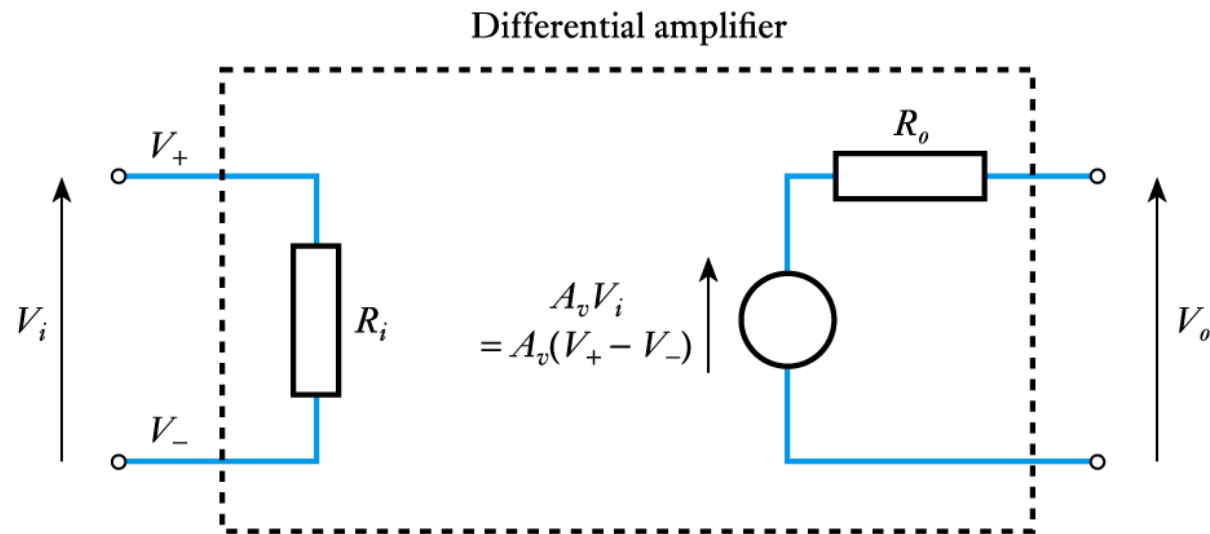 Differential amplifier
V₊
Rₒ
Vᵢ
Rᵢ
AᵥVᵢ
= Aᵥ(V₊ − V₋)
Vₒ
V₋